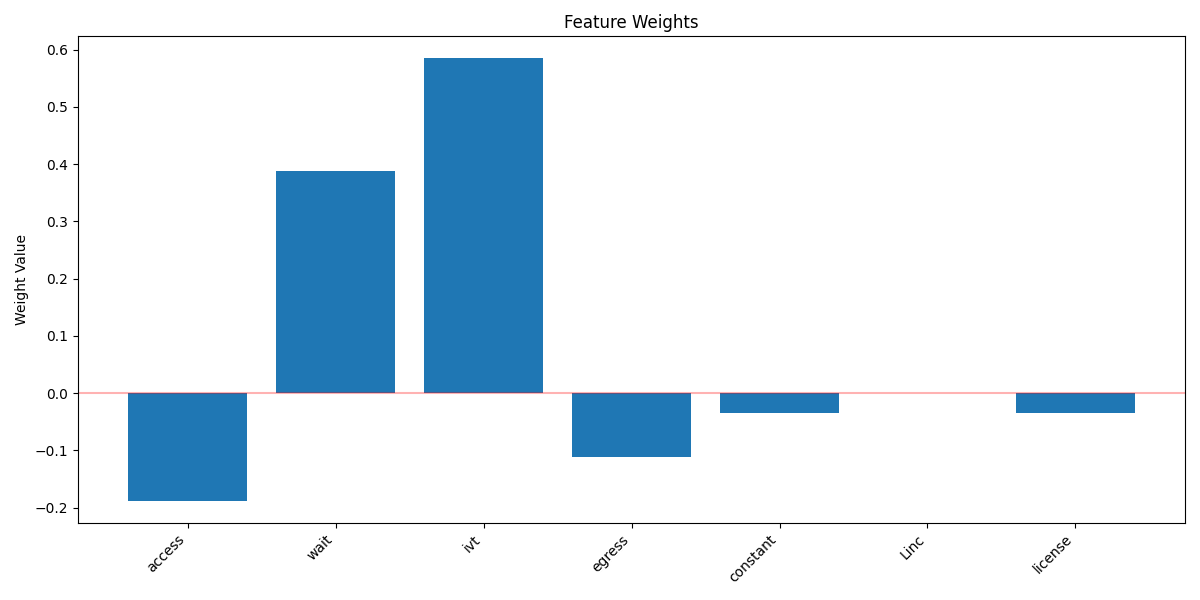 Feature Weights
Weight Value
0.6
0.5
0.4
0.3
0.2
0.1
0.0
−0.1
−0.2
access
wait
ivt
egress
constant
Linc
license